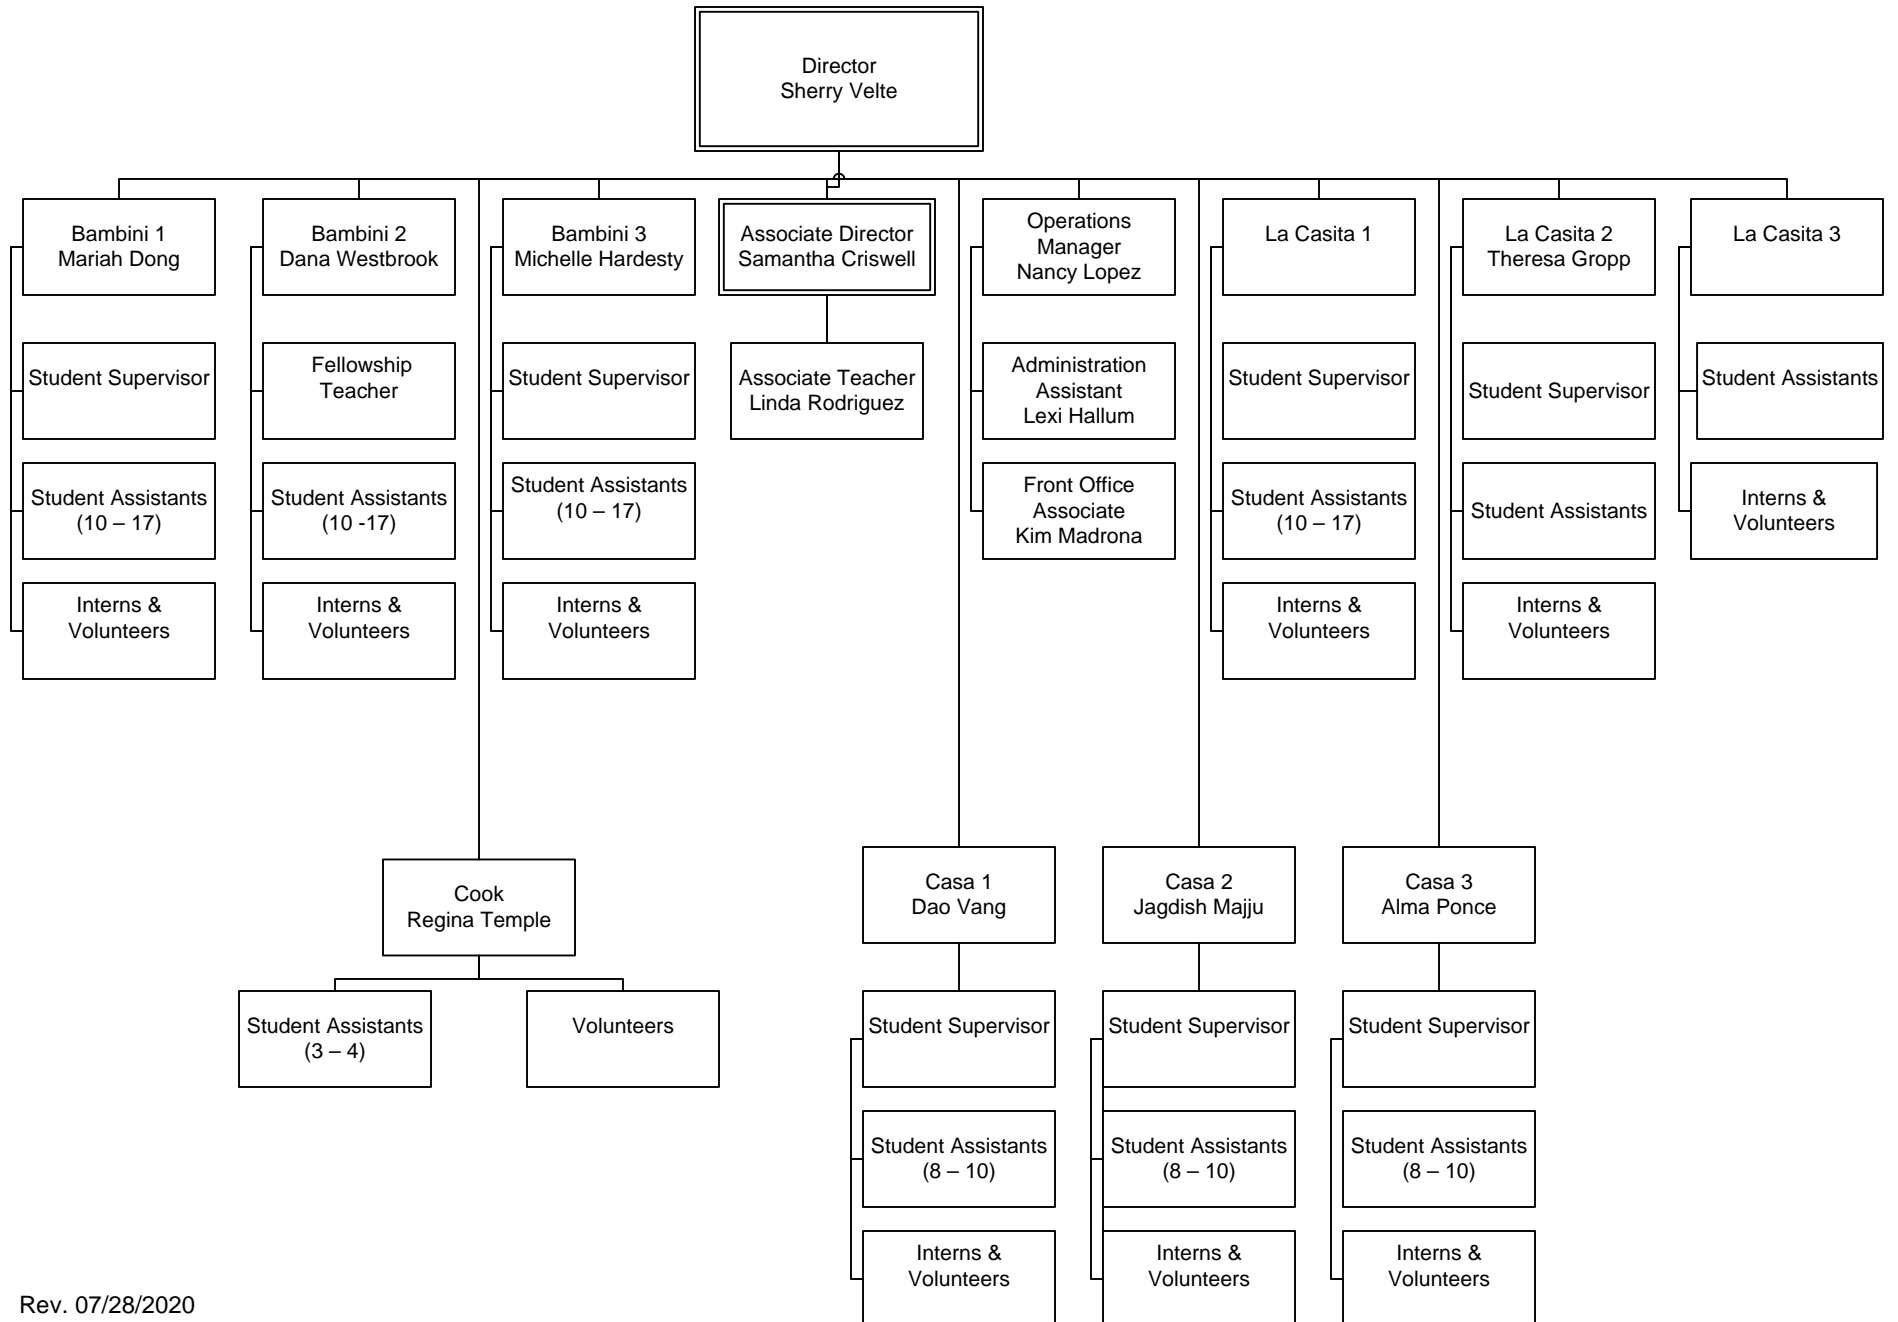 Director
Sherry Velte
Bambini 1
Mariah Dong
Bambini 2
Dana Westbrook
Bambini 3
Michelle Hardesty
Associate Director
Samantha Criswell
Operations
Manager
Nancy Lopez
La Casita 1
La Casita 2
Theresa Gropp
La Casita 3
Student Supervisor
Fellowship
Teacher
Student Supervisor
Associate Teacher
Linda Rodriguez
Administration
Assistant
Lexi Hallum
Student Supervisor
Student Supervisor
Student Assistants
Student Assistants
(10 – 17)
Student Assistants
(10 -17)
Student Assistants
(10 – 17)
Front Office
Associate
Kim Madrona
Student Assistants
(10 – 17)
Student Assistants
Interns &
Volunteers
Interns &
Volunteers
Interns &
Volunteers
Interns &
Volunteers
Interns &
Volunteers
Interns &
Volunteers
Cook
Regina Temple
Casa 1
Dao Vang
Casa 2
Jagdish Majju
Casa 3
Alma Ponce
Student Assistants
(3 – 4)
Volunteers
Student Supervisor
Student Supervisor
Student Supervisor
Student Assistants
(8 – 10)
Student Assistants
(8 – 10)
Student Assistants
(8 – 10)
Interns &
Volunteers
Interns &
Volunteers
Interns &
Volunteers
Rev. 07/28/2020